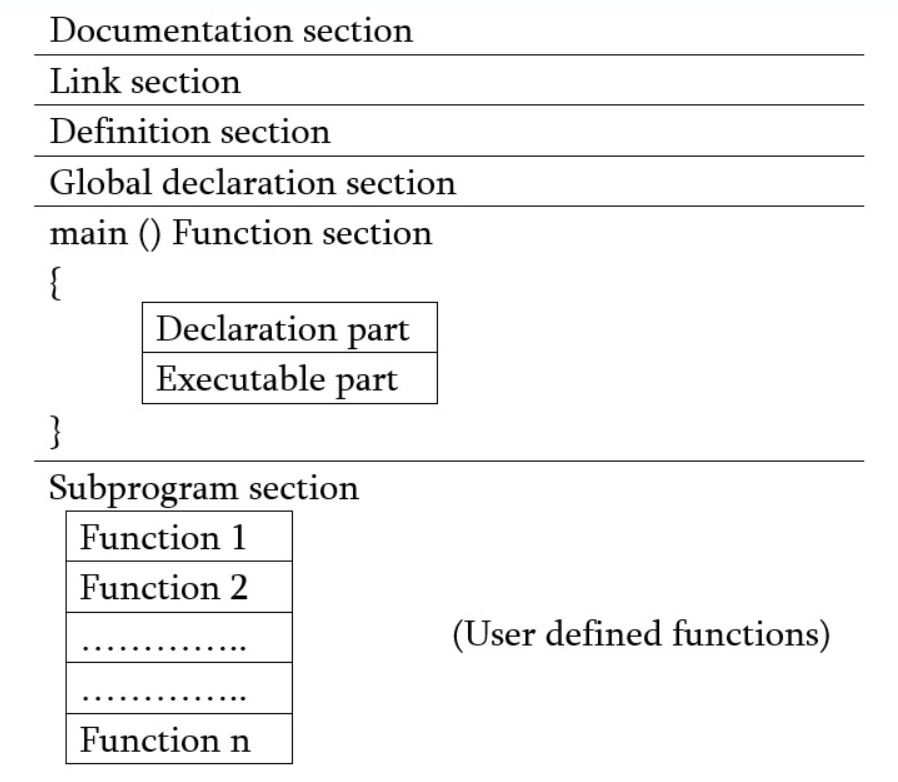 Documentation section
Link section
Definition section
Global declaration section
main () Function section
{
Declaration part
Executable part
}
Subprogram section
Function 1
Function 2
..............
(User defined functions)
..............
Function n